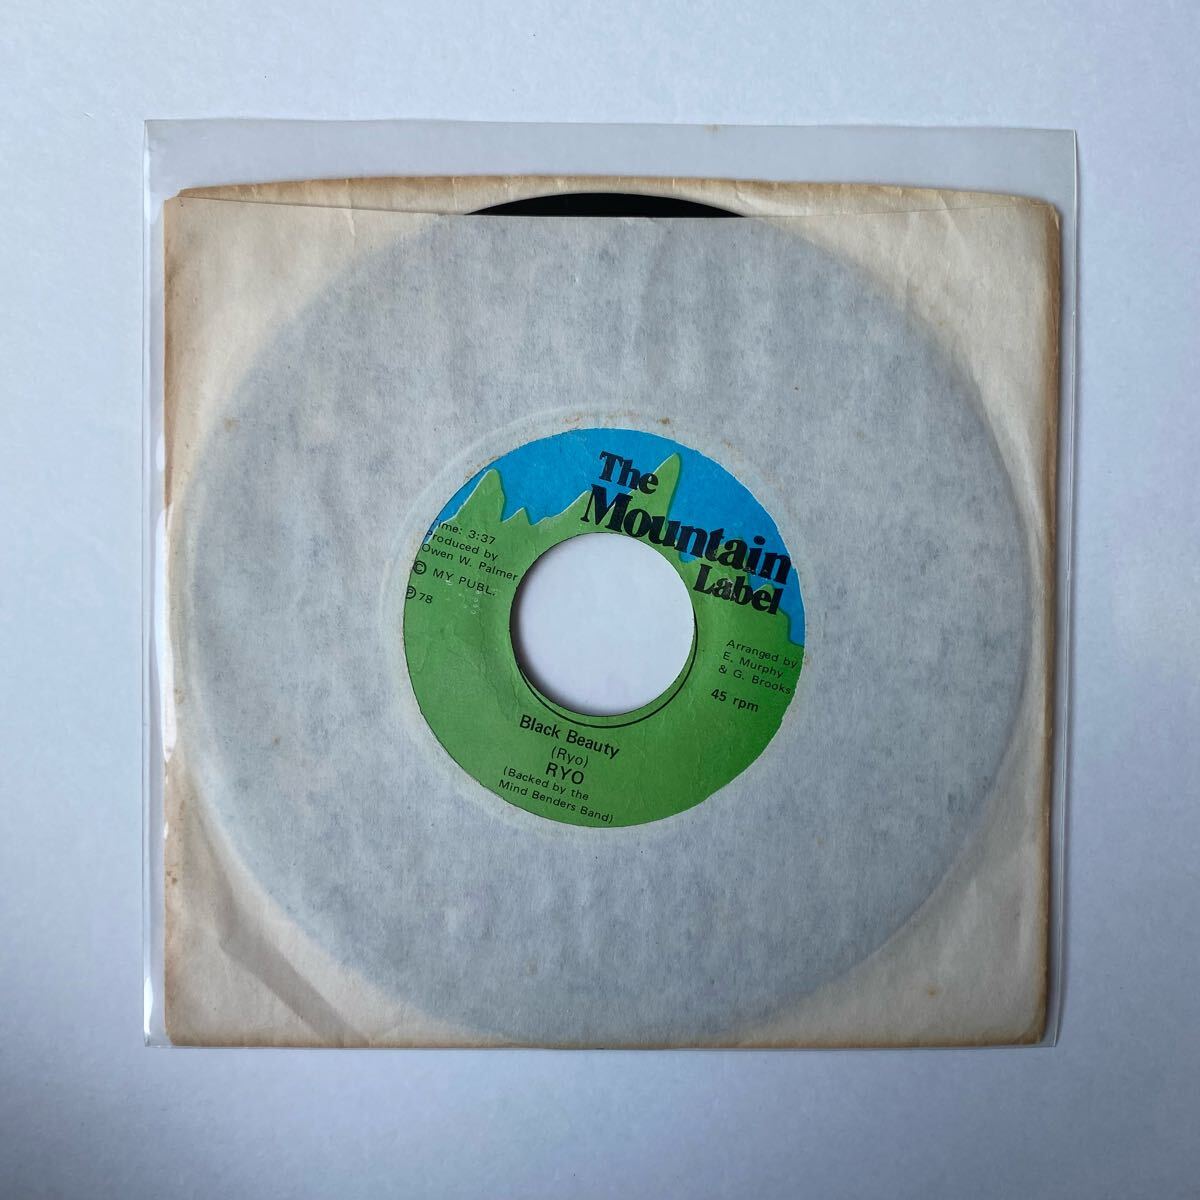 The
Mountain
Label
ime: 3:37
roduced by
Owen W. Palmer
© MY PUBL.
℗ 78
Arranged by
E. Murphy
& G. Brooks
45 rpm
Black Beauty
(Ryo)
RYO
(Backed by the
Mind Benders Band)